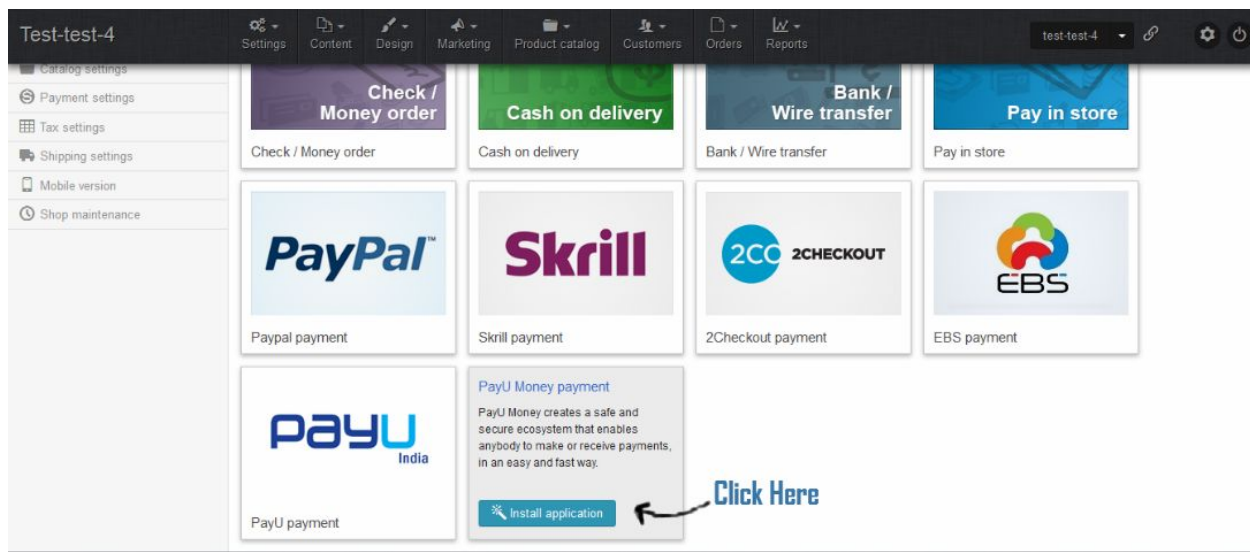 Test-test-4
Settings
Content
Design
Marketing
Product catalog
Customers
Orders
Reports
test-test-4
Catalog settings
Payment settings
Tax settings
Shipping settings
Mobile version
Shop maintenance
Check /
Money order
Cash on delivery
Bank /
Wire transfer
Pay in store
Check / Money order
Cash on delivery
Bank / Wire transfer
Pay in store
PayPal™
Skrill
2CO 2CHECKOUT
EBS
Paypal payment
Skrill payment
2Checkout payment
EBS payment
PayU
India
PayU payment
PayU Money payment
PayU Money creates a safe and
secure ecosystem that enables
anybody to make or receive payments,
in an easy and fast way.
Install application
Click Here